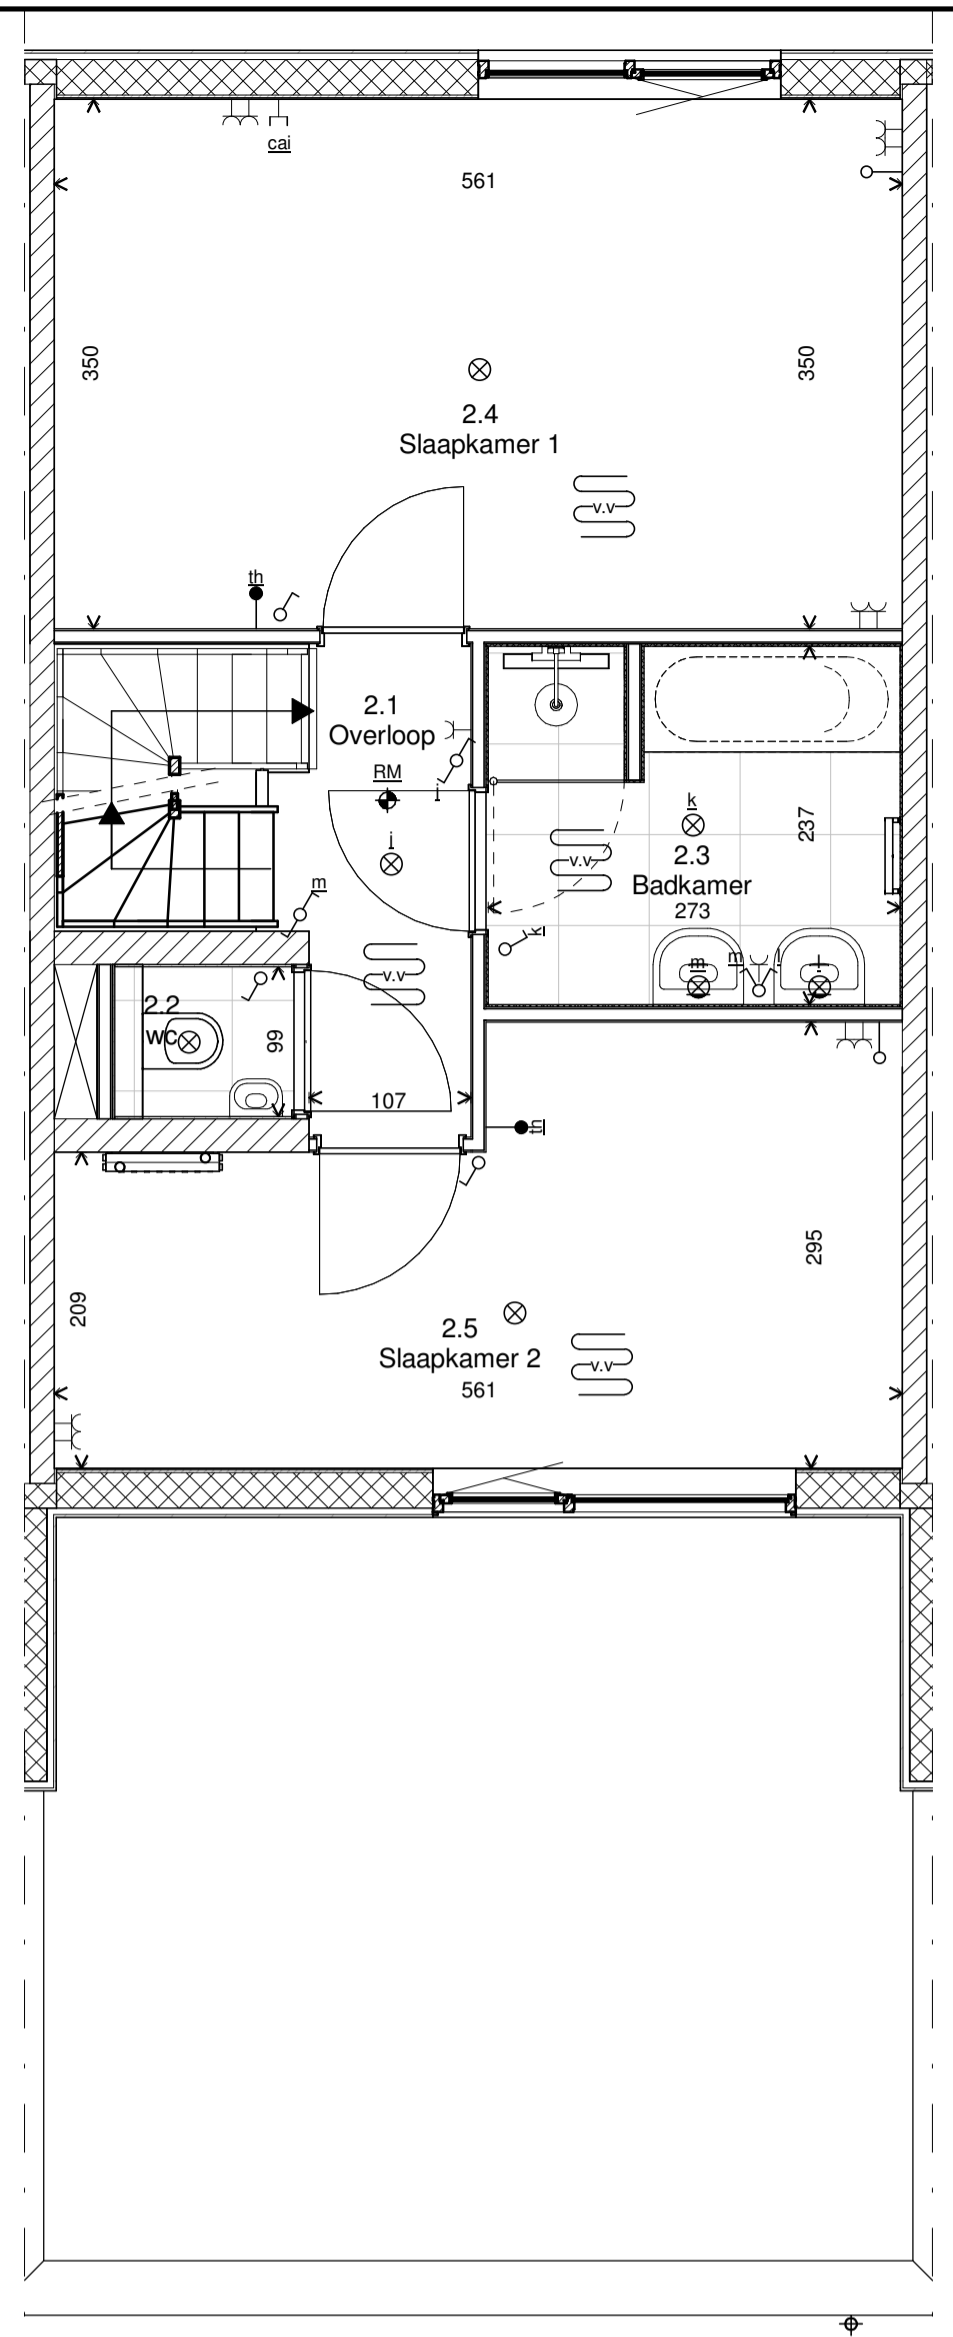 cai
561
350
350
2.4
Slaapkamer 1
v.v
th
2.1
Overloop
j
RM
j
k
237
v.v
2.3
Badkamer
273
m
k
m
m
l
l
v.v
2.2
wc
99
107
th
209
295
2.5
Slaapkamer 2
v.v
561